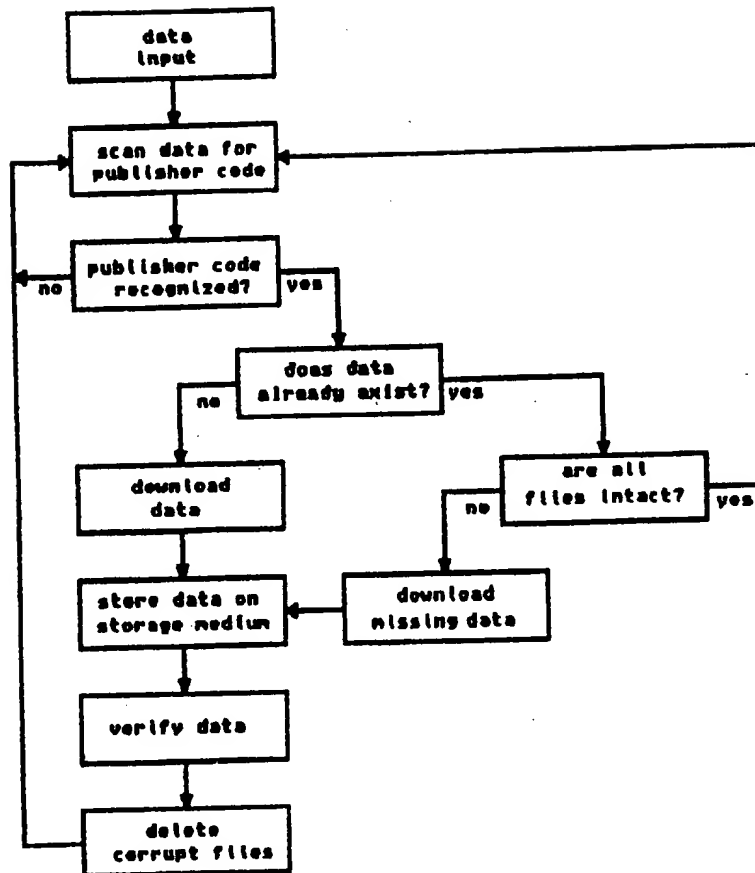 data
input
scan data for
publisher code
publisher code
recognized?
no
yes
does data
already exist?
no
yes
are all
files intact?
no
yes
download
data
store data on
storage medium
download
missing data
verify data
delete
corrupt files